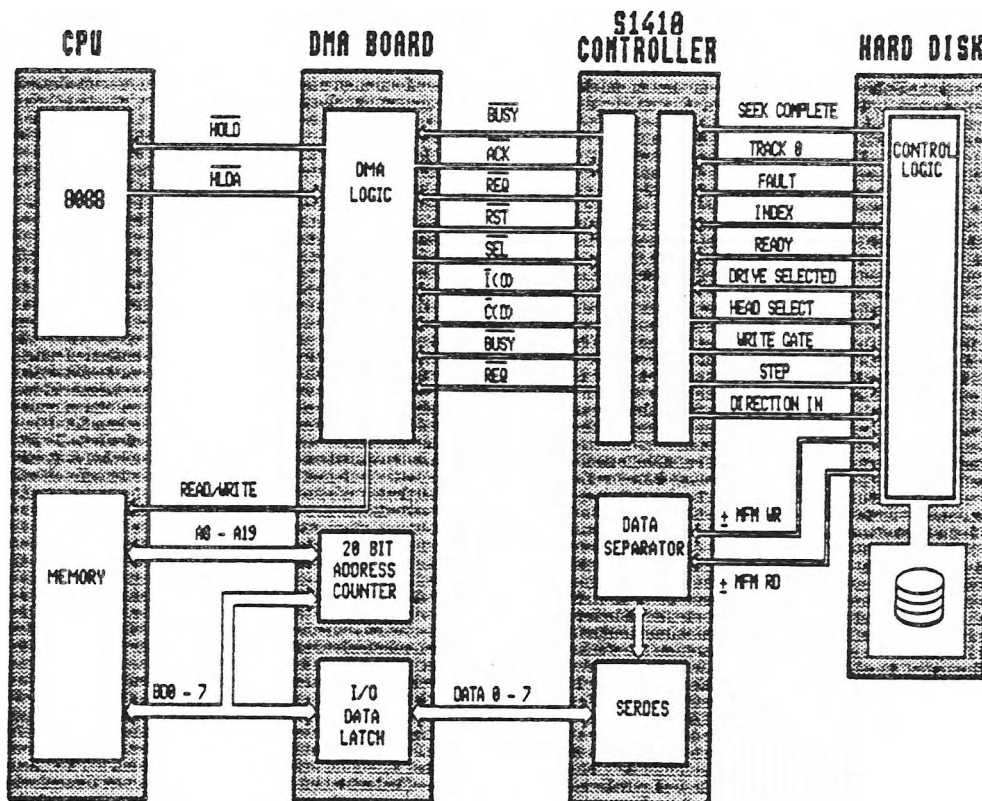 CPU
DMA BOARD
S1410
CONTROLLER
HARD DISK
8088
HOLD
HLDA
DMA
LOGIC
BUSY
ACK
REQ
RST
SEL
I(O)
C(D)
BUSY
REQ
SEEK COMPLETE
TRACK 0
FAULT
INDEX
READY
DRIVE SELECTED
HEAD SELECT
WRITE GATE
STEP
DIRECTION IN
CONTROL
LOGIC
MEMORY
READ/WRITE
A0 - A19
BD0 - 7
20 BIT
ADDRESS
COUNTER
I/O
DATA
LATCH
DATA 0 - 7
DATA
SEPARATOR
SERDES
± MFM WR
± MFM RD